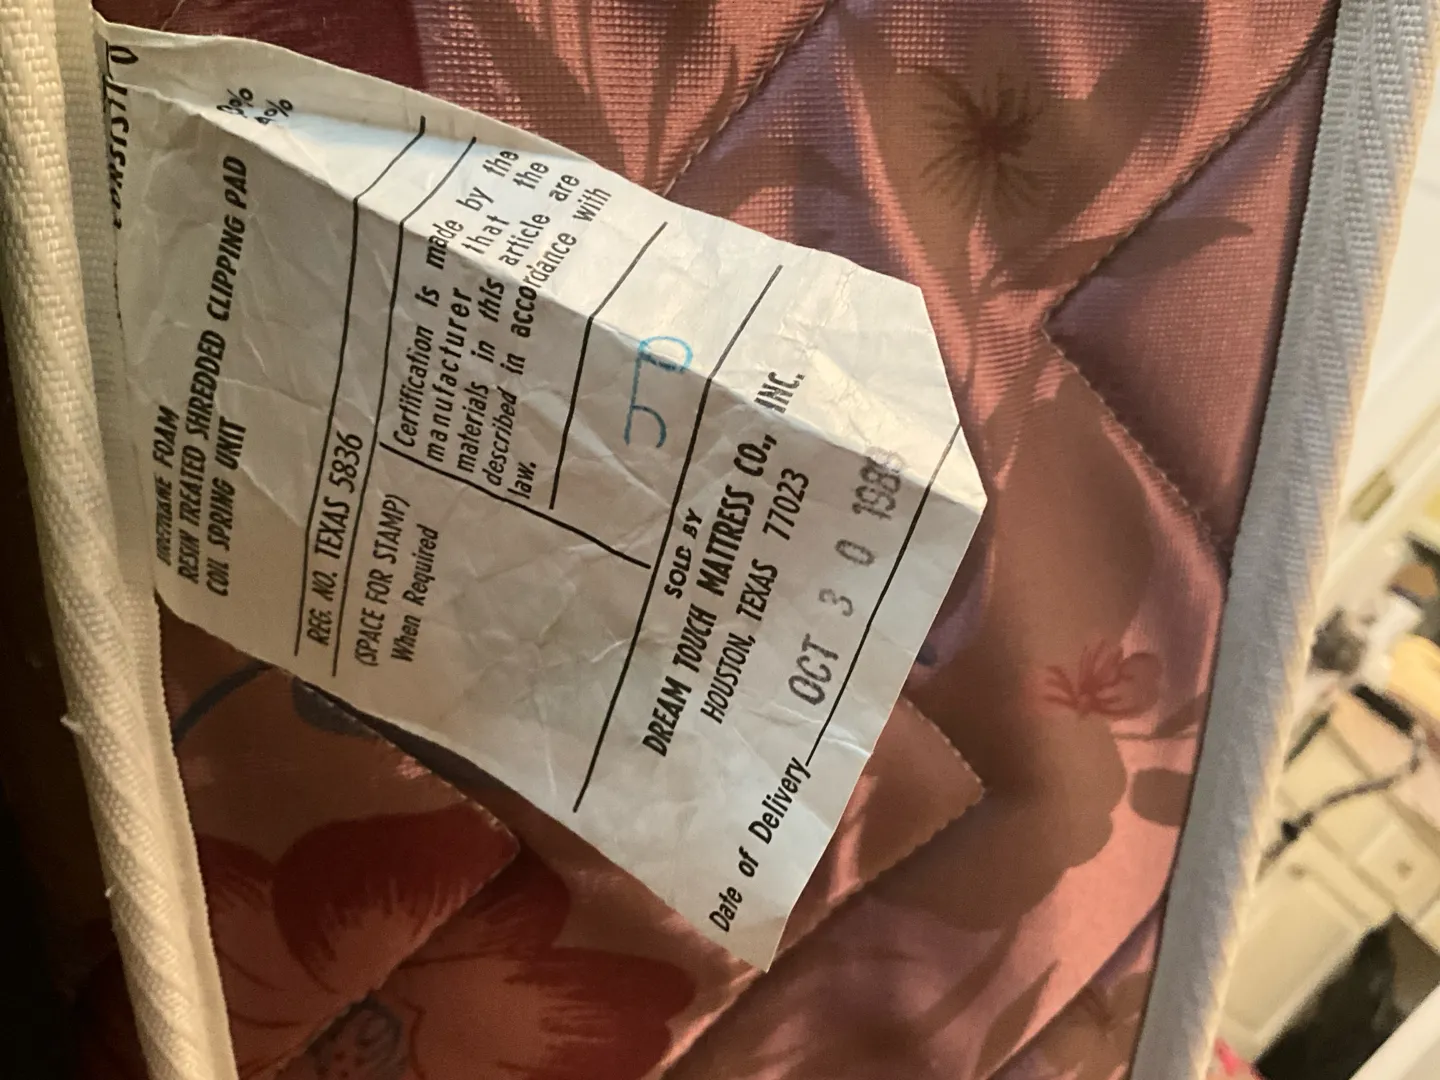 URETHANE FOAM
RESIN TREATED SHREDDED CLIPPING PAD
COIL SPRING UNIT
REG. NO. TEXAS 5836
(SPACE FOR STAMP)
When Required
Certification is made by the
manufacturer that the
materials in this article are
described in accordance with
law.
SOLD BY
DREAM TOUCH MATTRESS CO., INC.
HOUSTON, TEXAS 77023
OCT 3 0
Date of Delivery